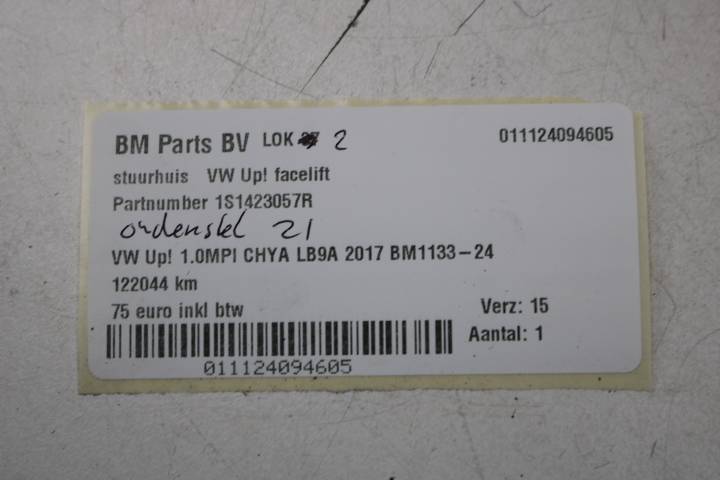 BM Parts BV LOK 2 011124094605
stuurhuis VW Up! facelift
Partnumber 1S1423057R
onderstel 21
VW Up! 1.0MPI CHYA LB9A 2017 BM1133-24
122044 km
75 euro inkl btw Verz: 15
Aantal: 1
011124094605